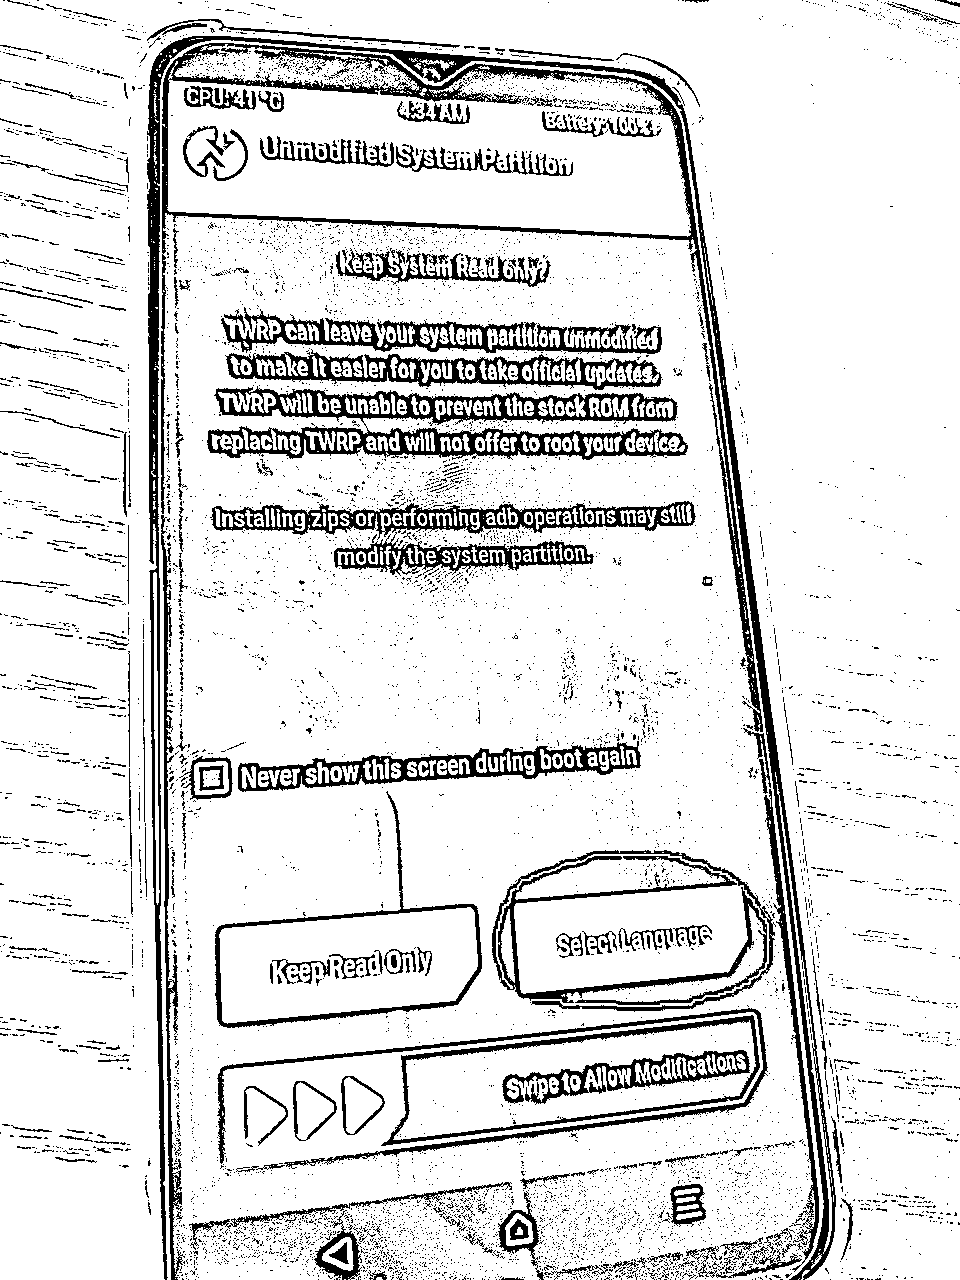 CPU: 41 °C
4:34 AM
Battery: 100%+
Unmodified System Partition
Keep System Read only?
TWRP can leave your system partition unmodified
to make it easier for you to take official updates.
TWRP will be unable to prevent the stock ROM from
replacing TWRP and will not offer to root your device.
Installing zips or performing adb operations may still
modify the system partition.
Never show this screen during boot again
Keep Read Only
Select Language
Swipe to Allow Modifications